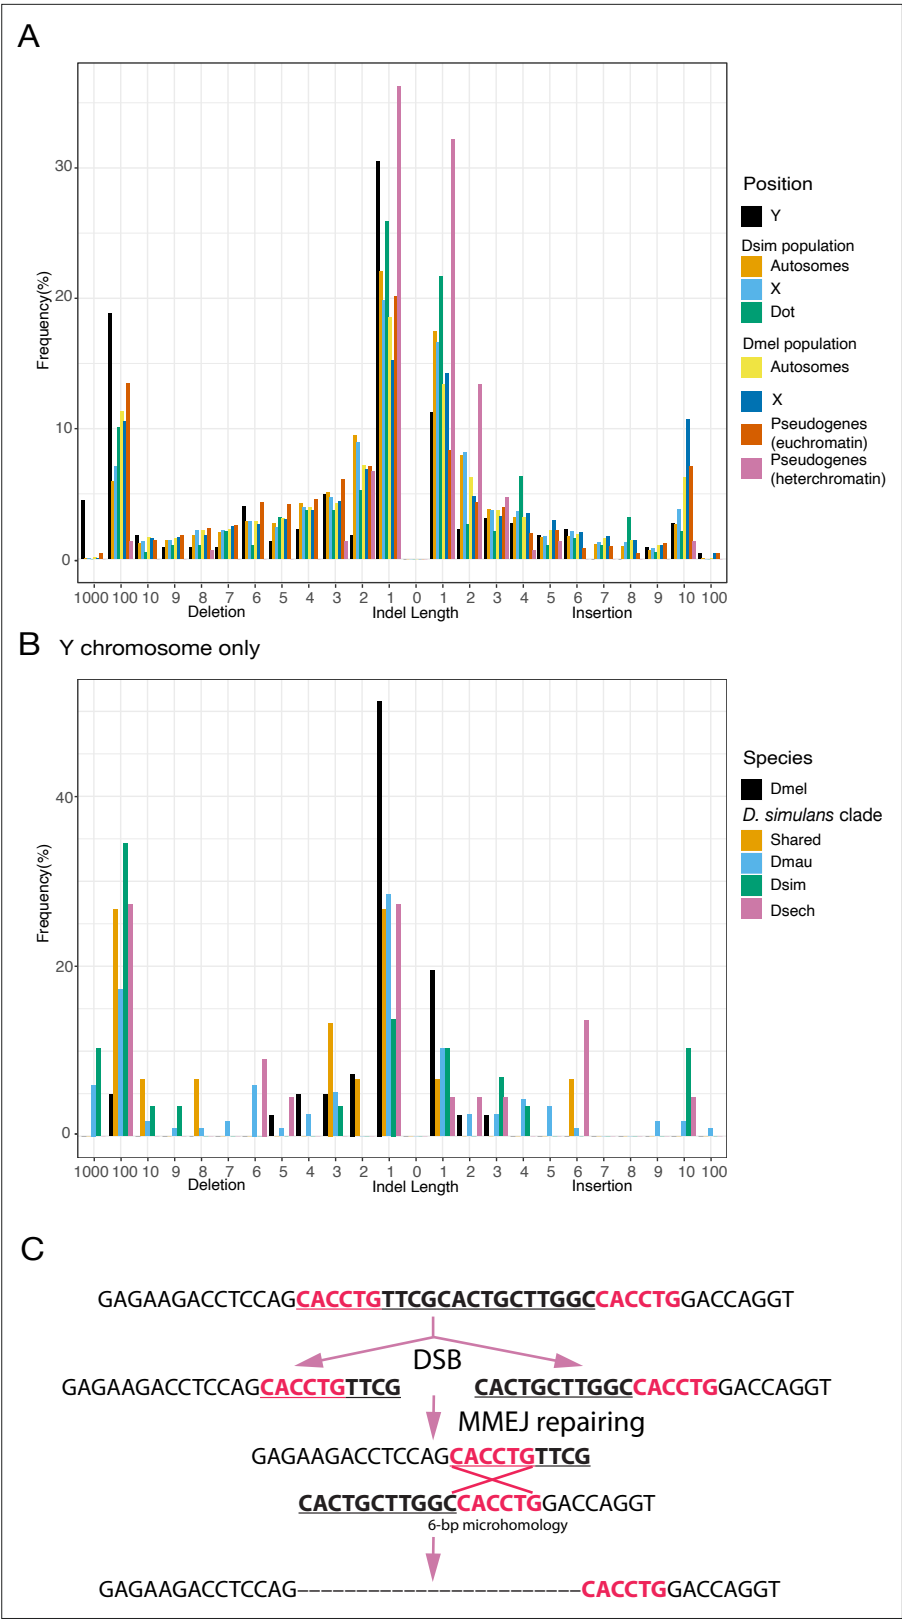 A
30
20
10
0
Frequency(%)
1000 100 10 9 8 7 6 5 4 3 2 1 0 1 2 3 4 5 6 7 8 9 10 100
Deletion Indel Length Insertion
Position
Y
Dsim population
Autosomes
X
Dot
Dmel population
Autosomes
X
Pseudogenes
(euchromatin)
Pseudogenes
(heterchromatin)
B Y chromosome only
40
20
0
Frequency(%)
1000 100 10 9 8 7 6 5 4 3 2 1 0 1 2 3 4 5 6 7 8 9 10 100
Deletion Indel Length Insertion
Species
Dmel
D. simulans clade
Shared
Dmau
Dsim
Dsech
C
GAGAAGACCTCCAGCACCTGTTCGCACTGCTTGGCCACCTGGACCAGGT
DSB
GAGAAGACCTCCAGCACCTGTTCG CACTGCTTGGCCACCTGGACCAGGT
MMEJ repairing
GAGAAGACCTCCAGCACCTGTTCG
CACTGCTTGGCCACCTGGACCAGGT
6-bp microhomology
GAGAAGACCTCCAG------------------------CACCTGGACCAGGT